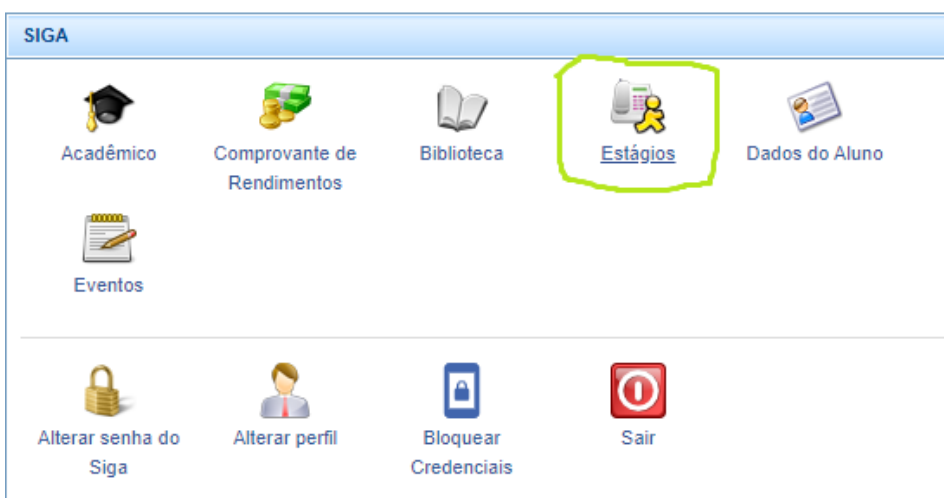 SIGA
Acadêmico
Comprovante de
Rendimentos
Biblioteca
Estágios
Dados do Aluno
Eventos
Alterar senha do
Siga
Alterar perfil
Bloquear
Credenciais
Sair